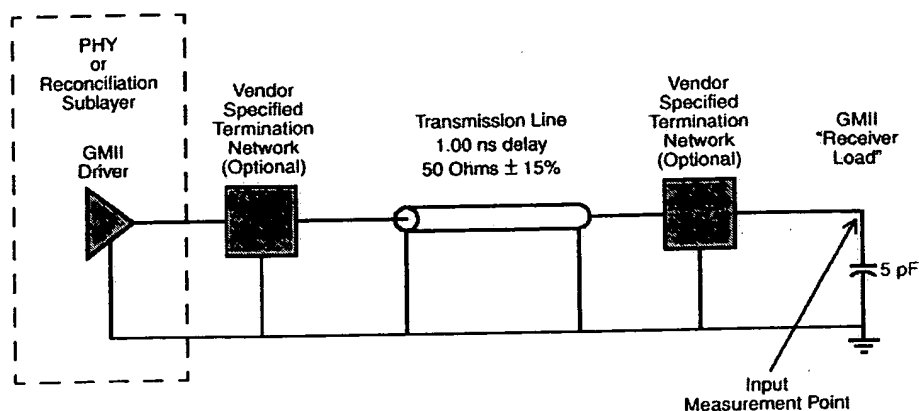 PHY
or
Reconciliation
Sublayer
GMII
Driver
Vendor
Specified
Termination
Network
(Optional)
Transmission Line
1.00 ns delay
50 Ohms ± 15%
Vendor
Specified
Termination
Network
(Optional)
GMII
"Receiver
Load"
5 pF
Input
Measurement Point